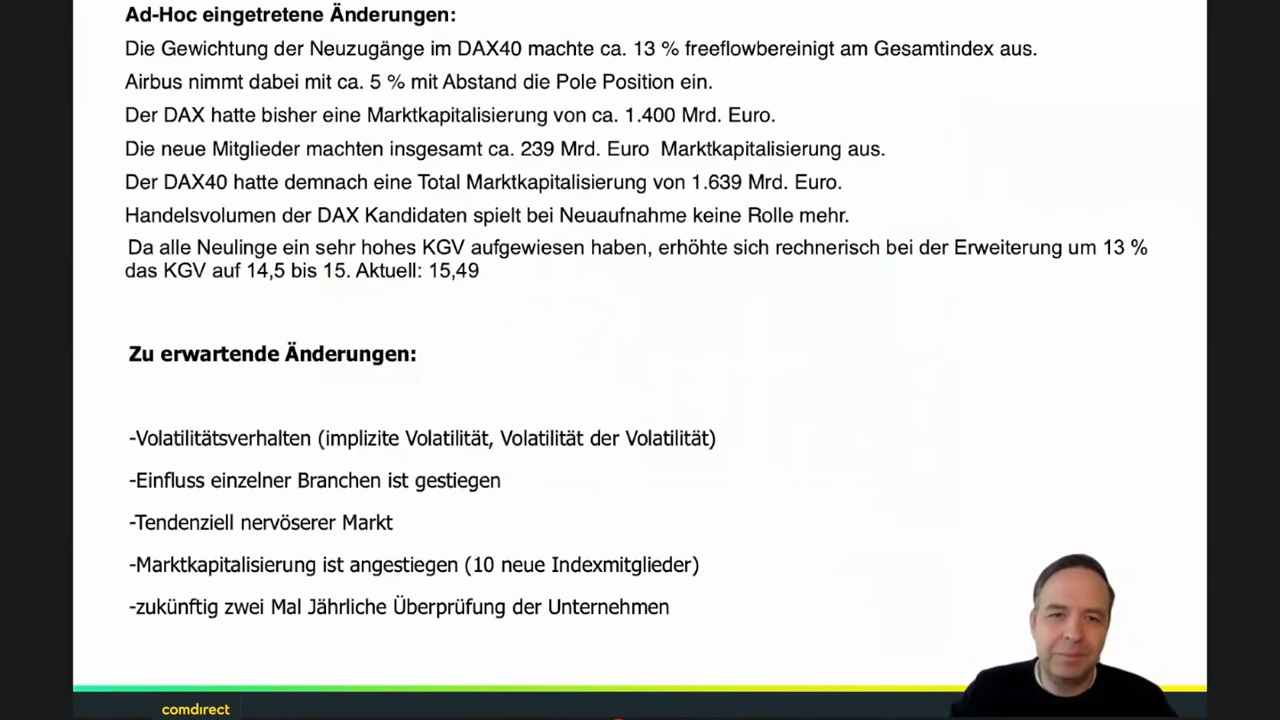 Ad-Hoc eingetretene Änderungen:
Die Gewichtung der Neuzugänge im DAX40 machte ca. 13 % freeflowbereinigt am Gesamtindex aus.
Airbus nimmt dabei mit ca. 5 % mit Abstand die Pole Position ein.
Der DAX hatte bisher eine Marktkapitalisierung von ca. 1.400 Mrd. Euro.
Die neue Mitglieder machten insgesamt ca. 239 Mrd. Euro  Marktkapitalisierung aus.
Der DAX40 hatte demnach eine Total Marktkapitalisierung von 1.639 Mrd. Euro.
Handelsvolumen der DAX Kandidaten spielt bei Neuaufnahme keine Rolle mehr.
Da alle Neulinge ein sehr hohes KGV aufgewiesen haben, erhöhte sich rechnerisch bei der Erweiterung um 13 %
das KGV auf 14,5 bis 15. Aktuell: 15,49
Zu erwartende Änderungen:
-Volatilitätsverhalten (implizite Volatilität, Volatilität der Volatilität)
-Einfluss einzelner Branchen ist gestiegen
-Tendenziell nervöserer Markt
-Marktkapitalisierung ist angestiegen (10 neue Indexmitglieder)
-zukünftig zwei Mal Jährliche Überprüfung der Unternehmen
comdirect